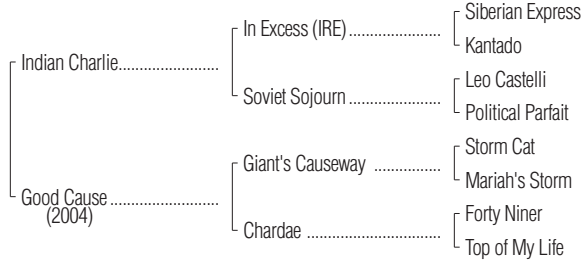 Siberian Express
In Excess (IRE)
Kantado
Indian Charlie
Leo Castelli
Soviet Sojourn
Political Parfait
Storm Cat
Giant's Causeway
Mariah's Storm
Good Cause
(2004)
Forty Niner
Chardae
Top of My Life